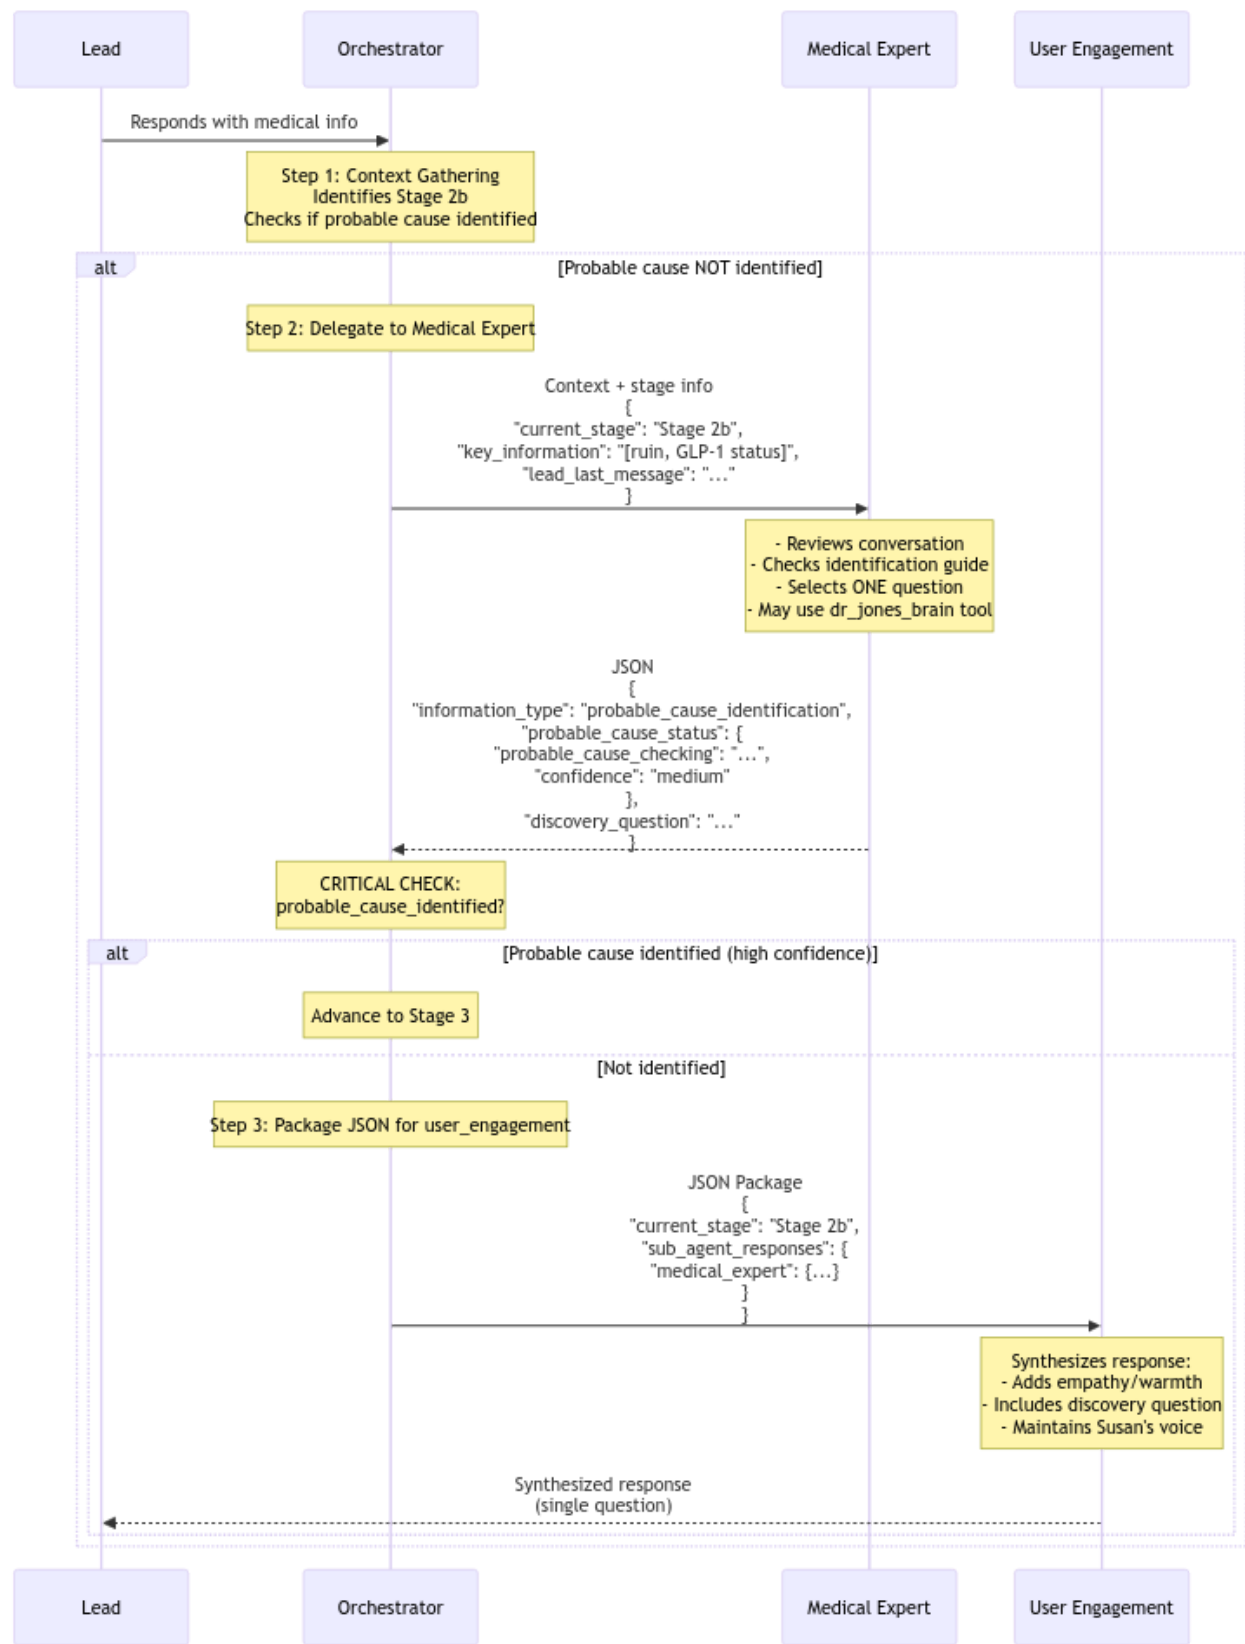 Lead
Orchestrator
Medical Expert
User Engagement
Responds with medical info
Step 1: Context Gathering
Identifies Stage 2b
Checks if probable cause identified
alt
[Probable cause NOT identified]
Step 2: Delegate to Medical Expert
Context + stage info
{
"current_stage": "Stage 2b",
"key_information": "[ruin, GLP-1 status]",
"lead_last_message": "..."
}
- Reviews conversation
- Checks identification guide
- Selects ONE question
- May use dr_jones_brain tool
JSON
{
"information_type": "probable_cause_identification",
"probable_cause_status": {
"probable_cause_checking": "...",
"confidence": "medium"
},
"discovery_question": "..."
}
CRITICAL CHECK:
probable_cause_identified?
alt
[Probable cause identified (high confidence)]
Advance to Stage 3
[Not identified]
Step 3: Package JSON for user_engagement
JSON Package
{
"current_stage": "Stage 2b",
"sub_agent_responses": {
"medical_expert": {...}
}
}
Synthesizes response:
- Adds empathy/warmth
- Includes discovery question
- Maintains Susan's voice
Synthesized response
(single question)
Lead
Orchestrator
Medical Expert
User Engagement